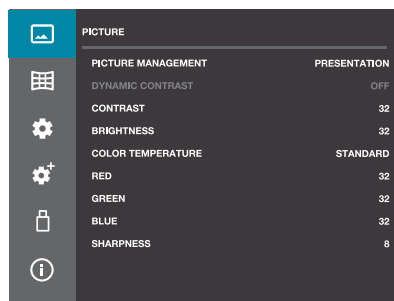 PICTURE
PICTURE MANAGEMENT PRESENTATION
DYNAMIC CONTRAST OFF
CONTRAST 32
BRIGHTNESS 32
COLOR TEMPERATURE STANDARD
RED 32
GREEN 32
BLUE 32
SHARPNESS 8